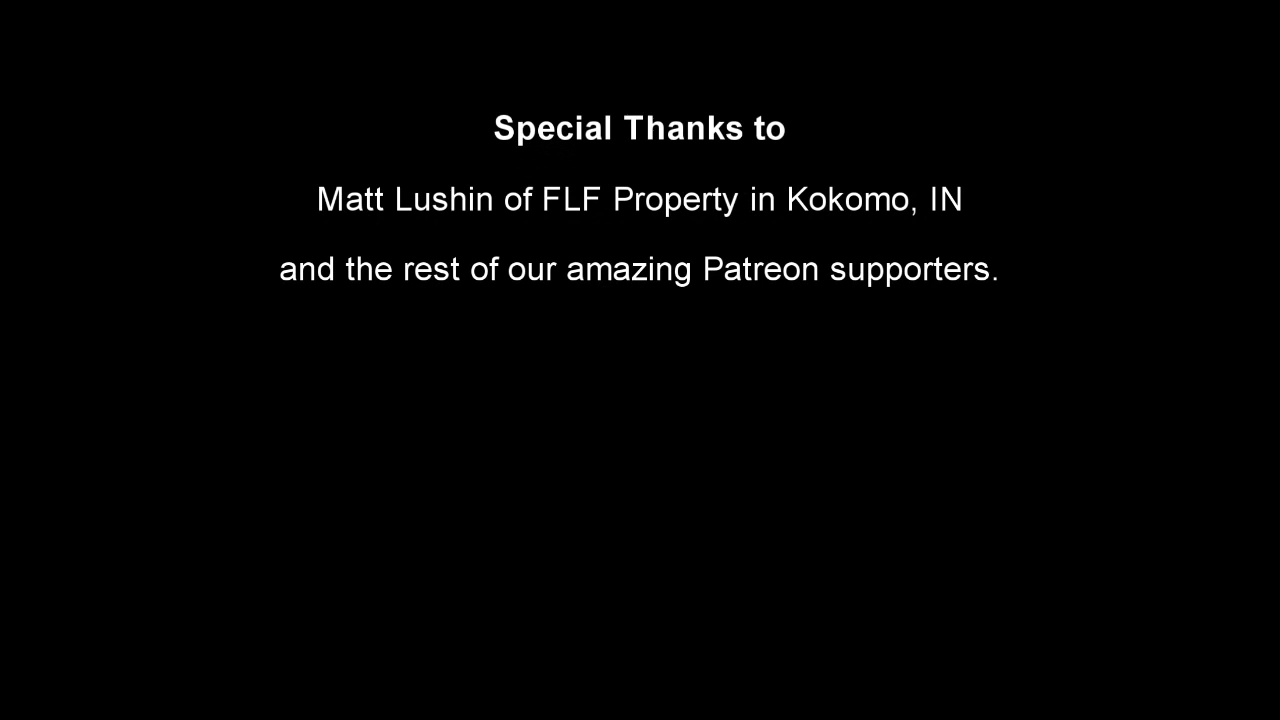 Special Thanks to
Matt Lushin of FLF Property in Kokomo, IN
and the rest of our amazing Patreon supporters.